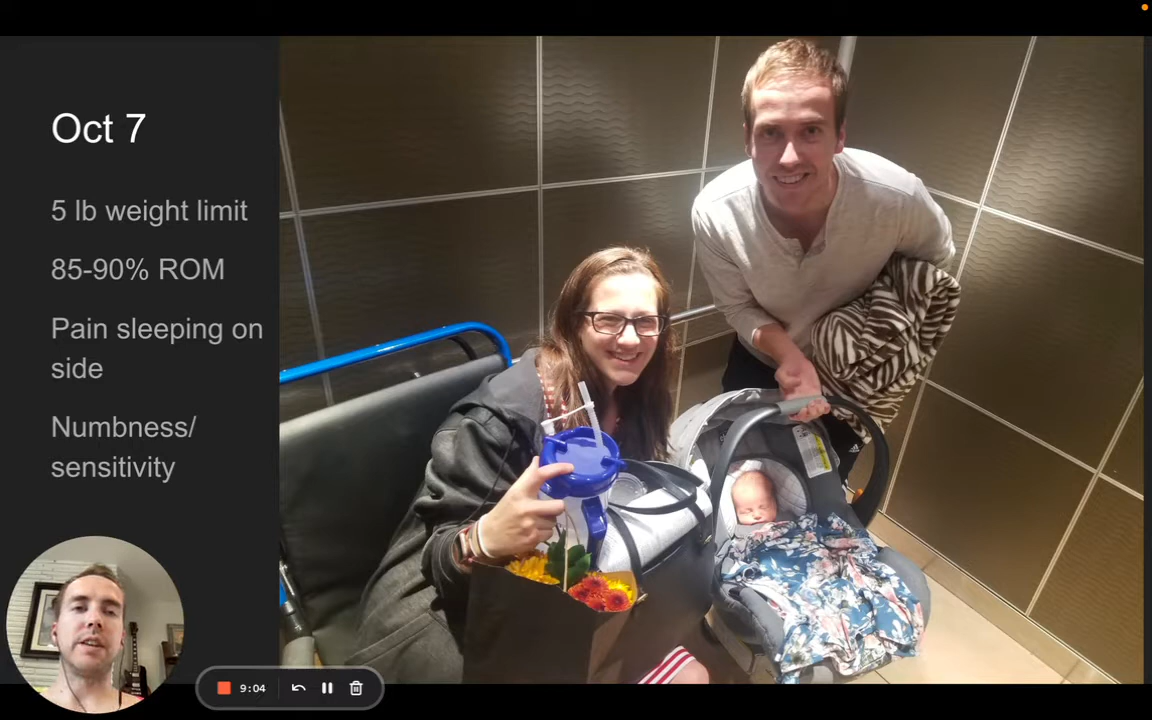 Oct 7
5 lb weight limit
85-90% ROM
Pain sleeping on
side
Numbness/
sensitivity
9:04